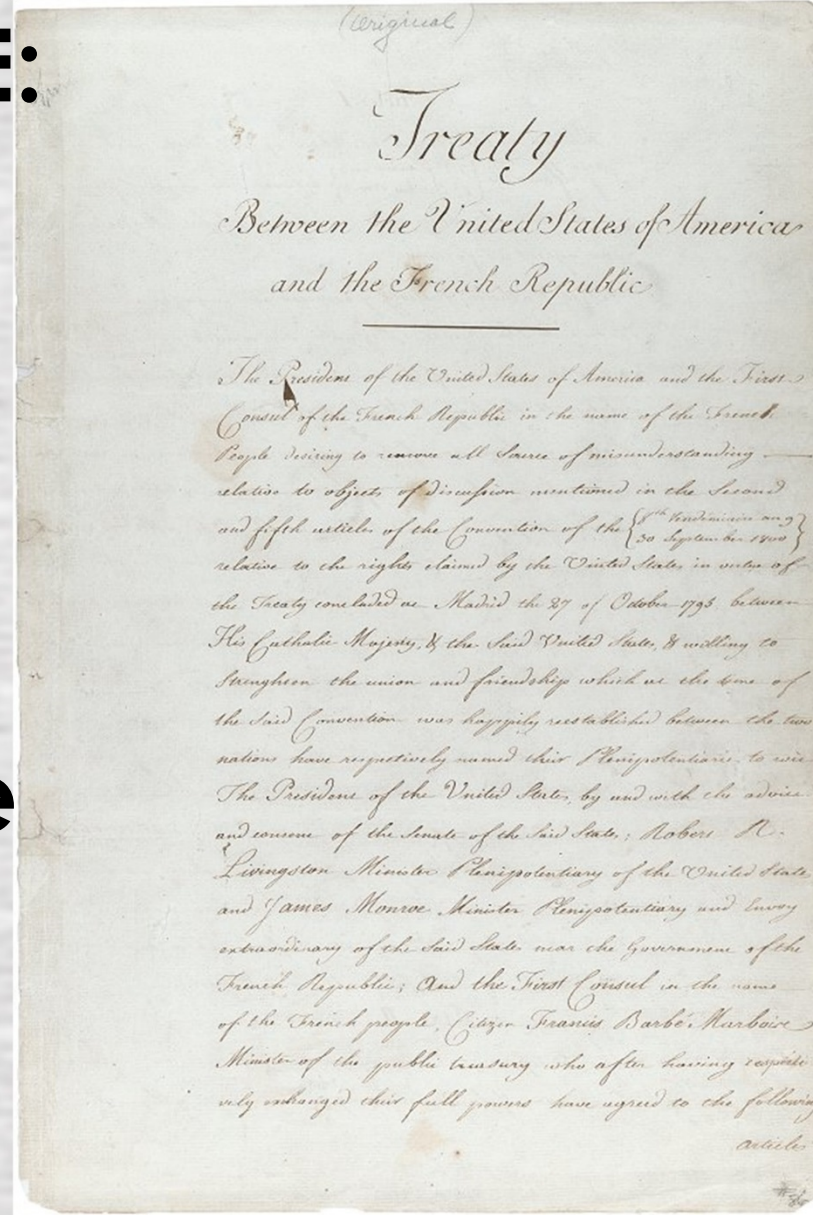 (Original)
Treaty
Between the United States of America
and the French Republic
The President of the United States of America and the First
Consul of the French Republic in the name of the French
People desiring to remove all Source of misunderstanding
relative to objects of discussion mentioned in the Second
and fifth articles of the Convention of the {8th Vendémiaire an 9
30 September 1800}
relative to the rights claimed by the United States in virtue of
the Treaty concluded at Madrid the 27 of October 1795, between
His Catholic Majesty, & the Said United States, & willing to
Strenghten the union and friendship which at the time of
the Said Convention was happily reestablished between the two
nations have respectively named their Plenipotentiaries to wit
The President of the United States, by and with the advice
and consent of the Senate of the Said States; Robert R.
Livingston Minister Plenipotentiary of the United States
and James Monroe Minister Plenipotentiary and Envoy
extraordinary of the Said States near the Government of the
French Republic; And the First Consul in the name
of the French people, Citizen Francis Barbé Marbois
Minister of the public treasury who after having respecti
vely exchanged their full powers have agreed to the following
articles